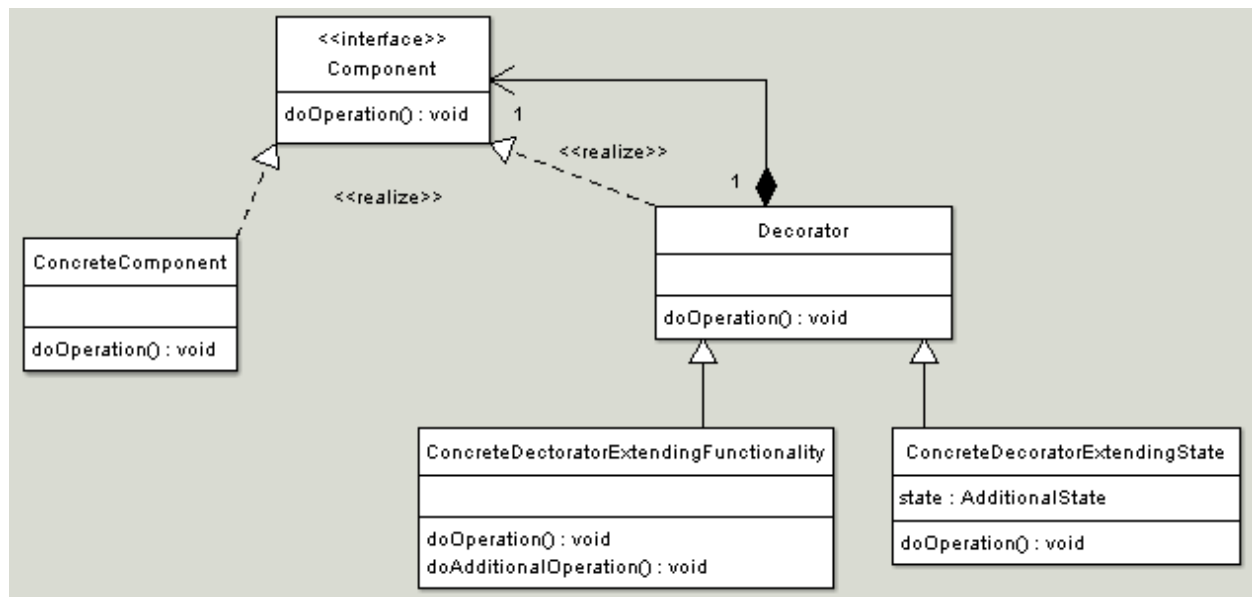 <<interface>>
Component
doOperation() : void
1
<<realize>>
<<realize>>
1
Decorator
doOperation() : void
ConcreteComponent
doOperation() : void
ConcreteDectoratorExtendingFunctionality
doOperation() : void
doAdditionalOperation() : void
ConcreteDecoratorExtendingState
state : AdditionalState
doOperation() : void